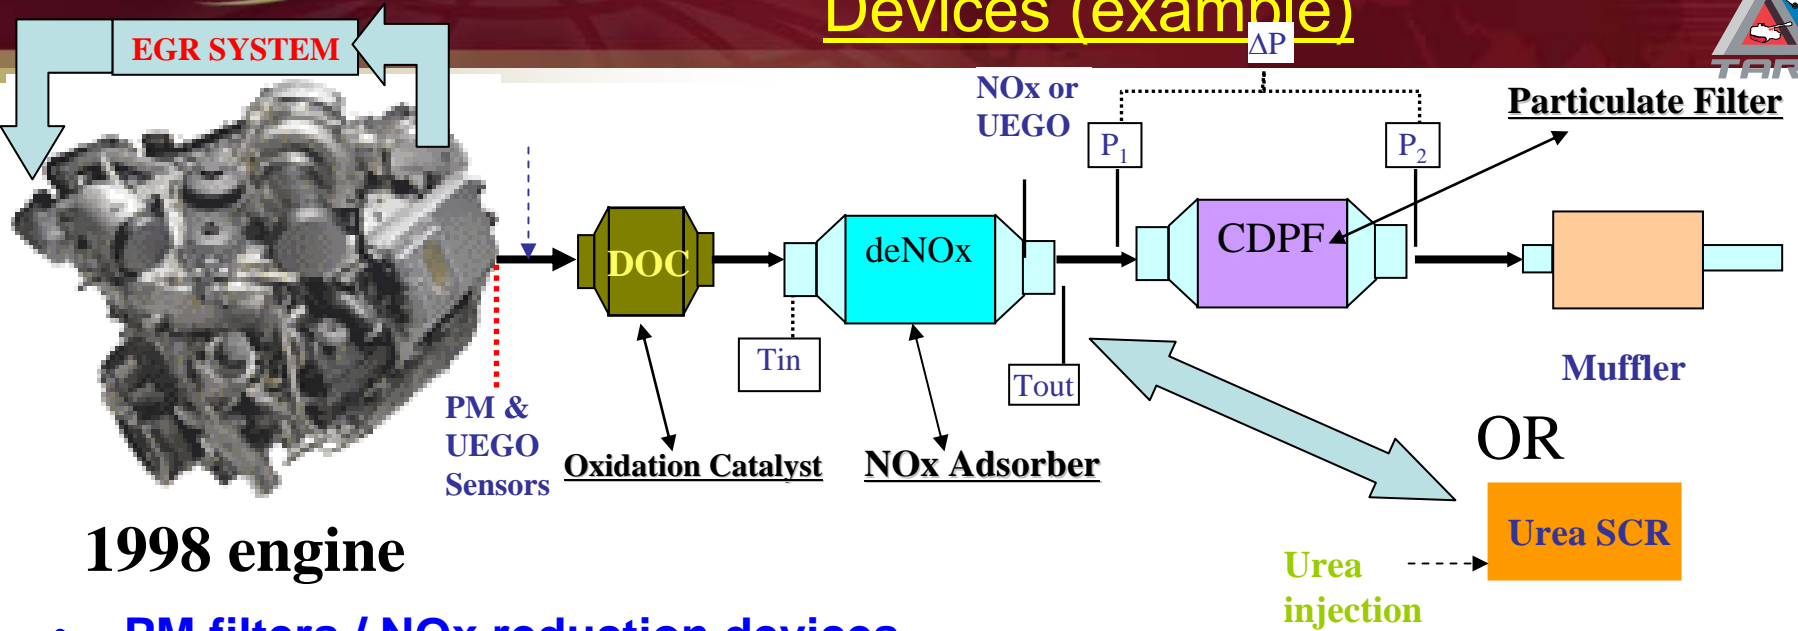 Devices (example)
EGR SYSTEM
ΔP
NOx or
UEGO
Particulate Filter
P1
P2
DOC
deNOx
CDPF
Tin
Tout
Muffler
PM &
UEGO
Sensors
Oxidation Catalyst
NOx Adsorber
OR
Urea SCR
1998 engine
Urea
injection
PM filters / NOx reduction devices